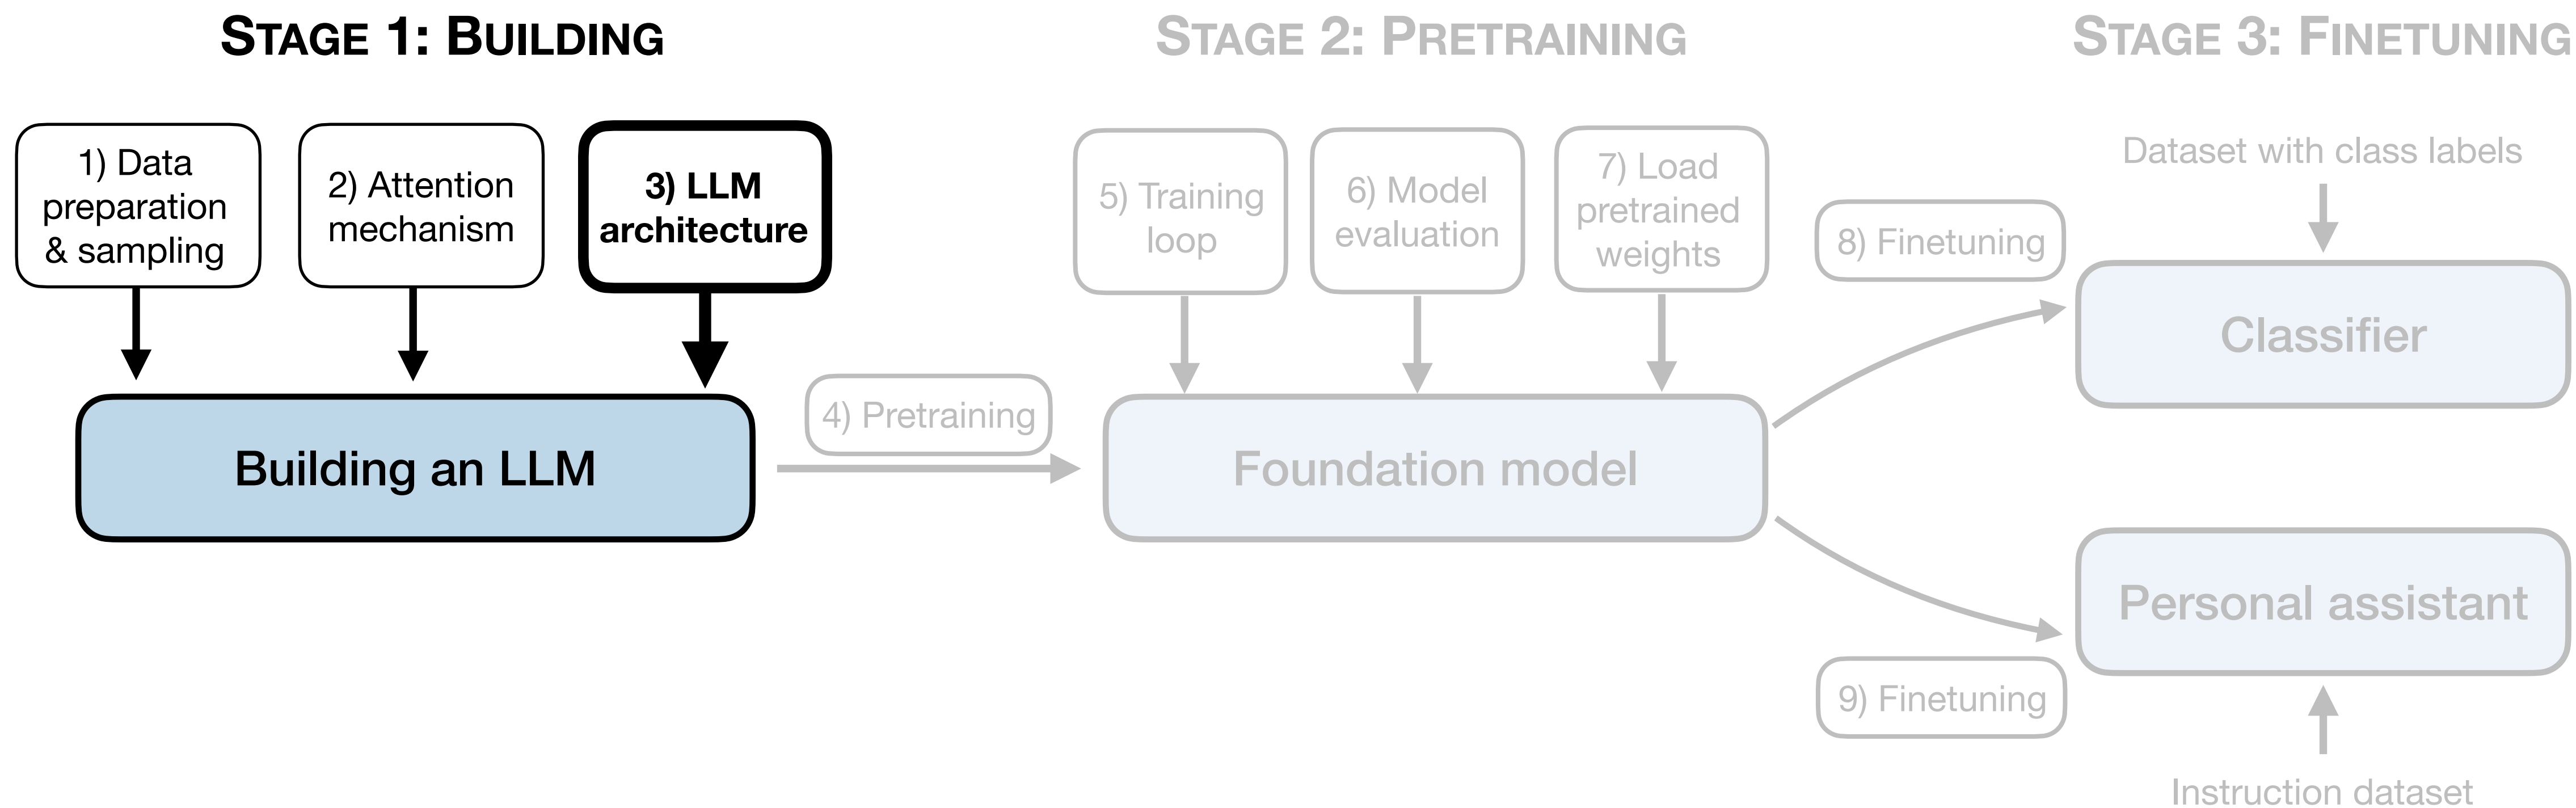 STAGE 1: BUILDING
STAGE 2: PRETRAINING
STAGE 3: FINETUNING
1) Data
preparation
& sampling
2) Attention
mechanism
3) LLM
architecture
Building an LLM
4) Pretraining
5) Training
loop
6) Model
evaluation
7) Load
pretrained
weights
Foundation model
8) Finetuning
Dataset with class labels
Classifier
Personal assistant
9) Finetuning
Instruction dataset